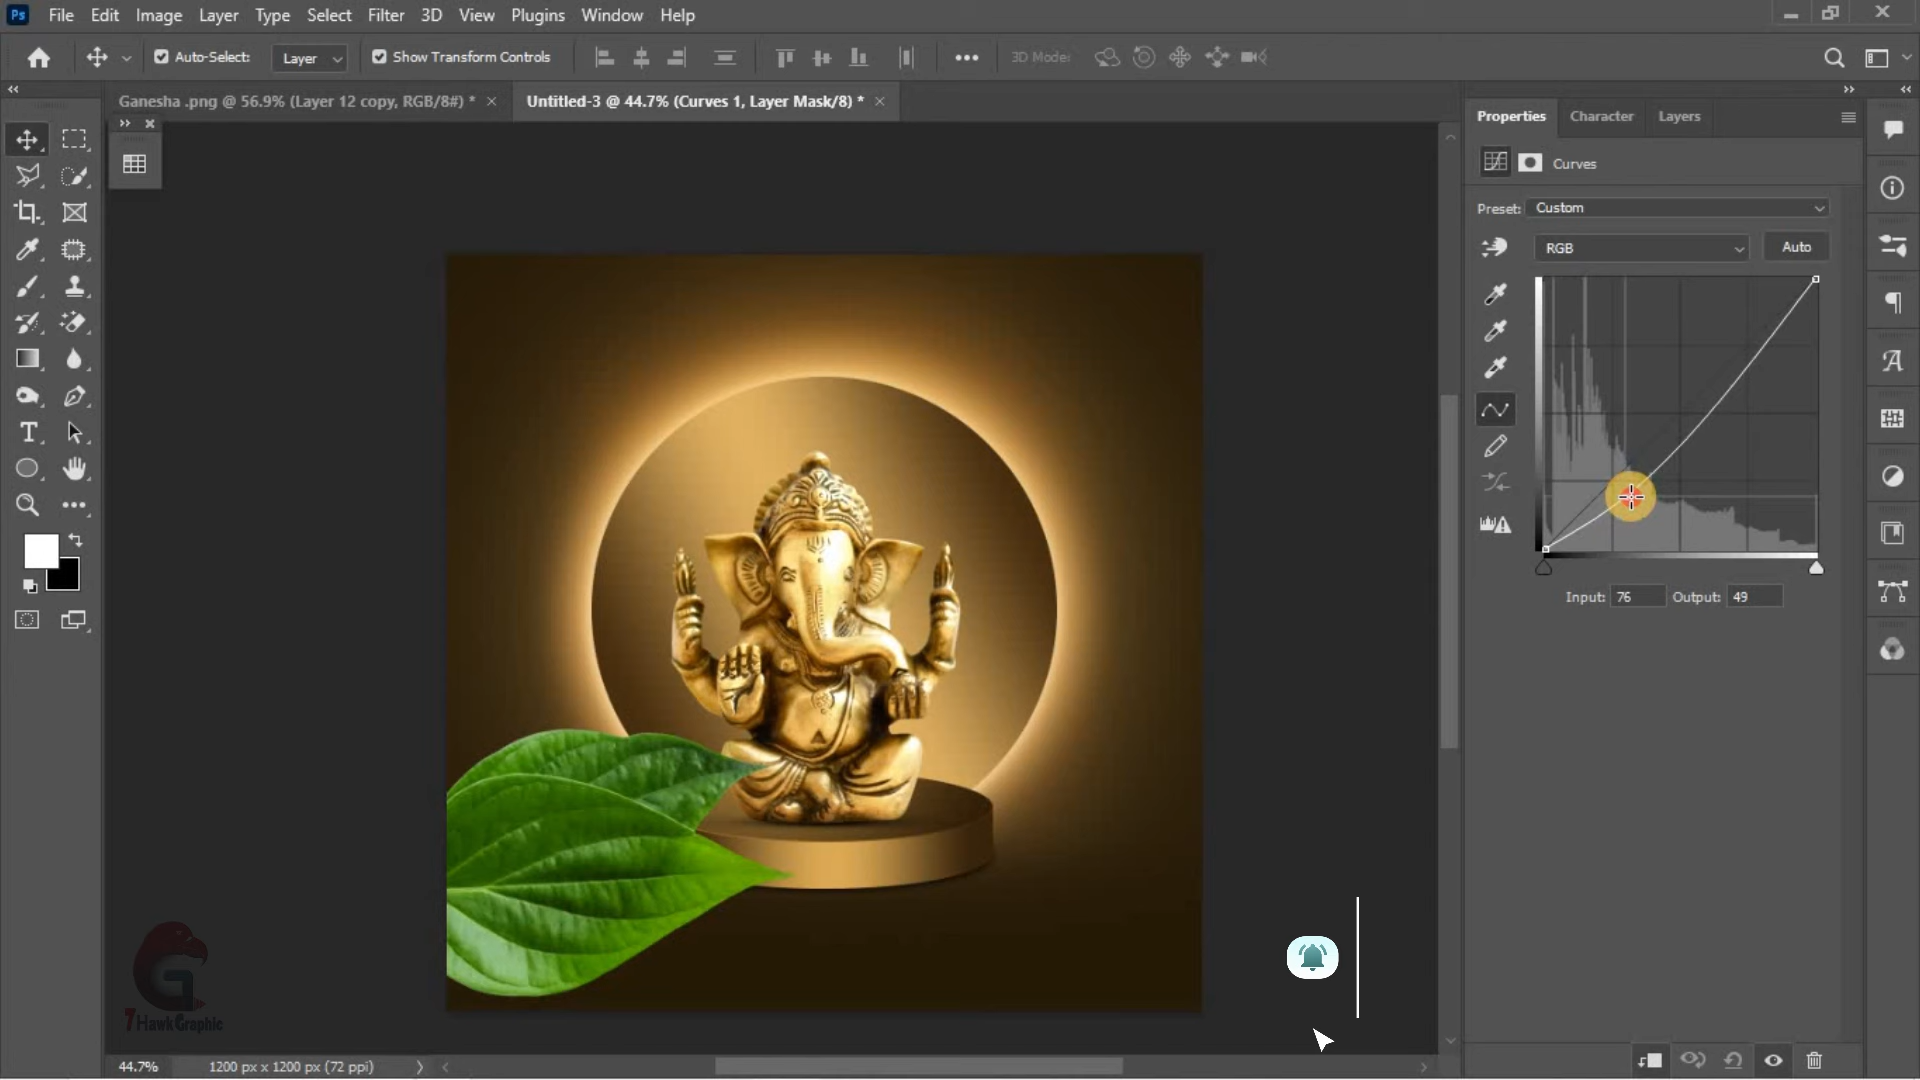 Ps File Edit Image Layer Type Select Filter 3D View Plugins Window Help
Auto-Select: Layer Show Transform Controls 3D Mode:
Ganesha .png @ 56.9% (Layer 12 copy, RGB/8#) * Untitled-3 @ 44.7% (Curves 1, Layer Mask/8) *
Properties Character Layers
Curves
Preset: Custom
RGB Auto
Input: 76 Output: 49
7HawkGraphic
44.7% 1200 px x 1200 px (72 ppi)